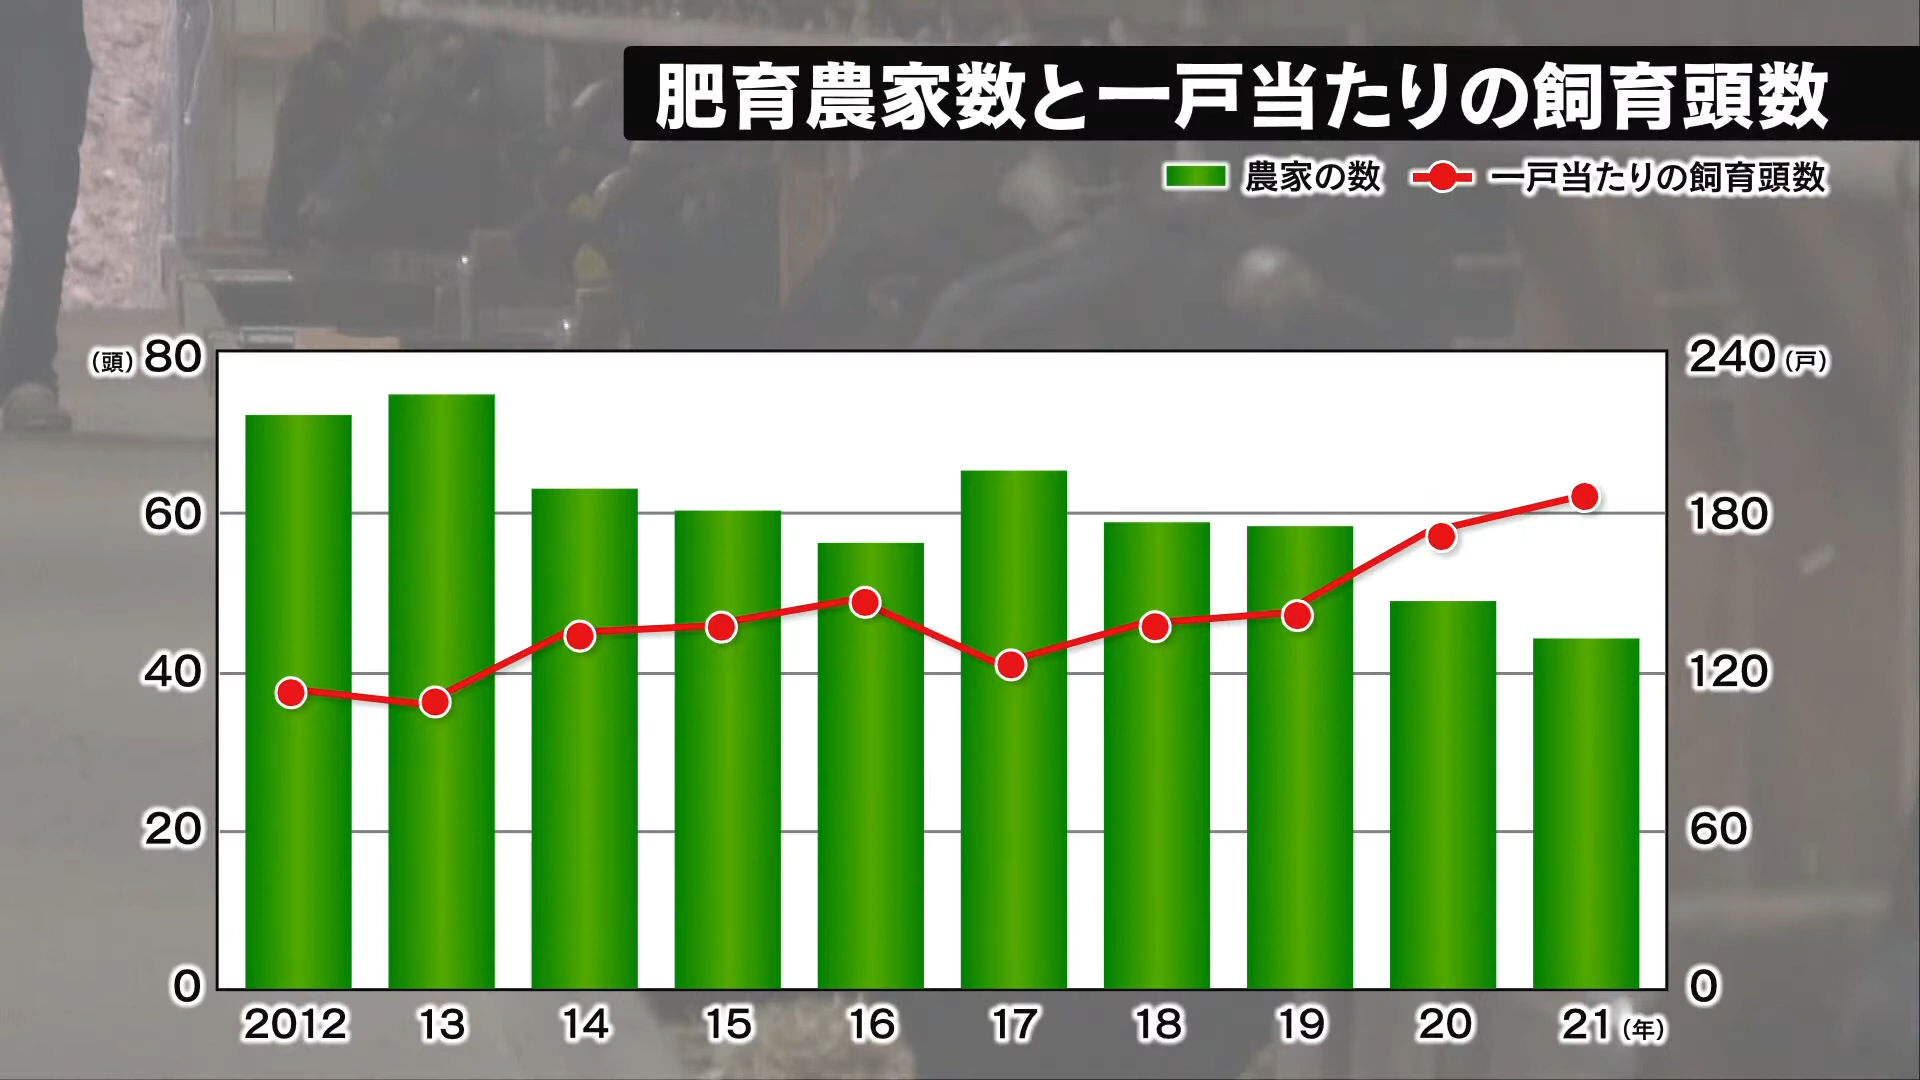 肥育農家数と一戸当たりの飼育頭数
農家の数 一戸当たりの飼育頭数
(頭) 80 240 (戸)
60 180
40 120
20 60
0 0
2012 13 14 15 16 17 18 19 20 21 (年)